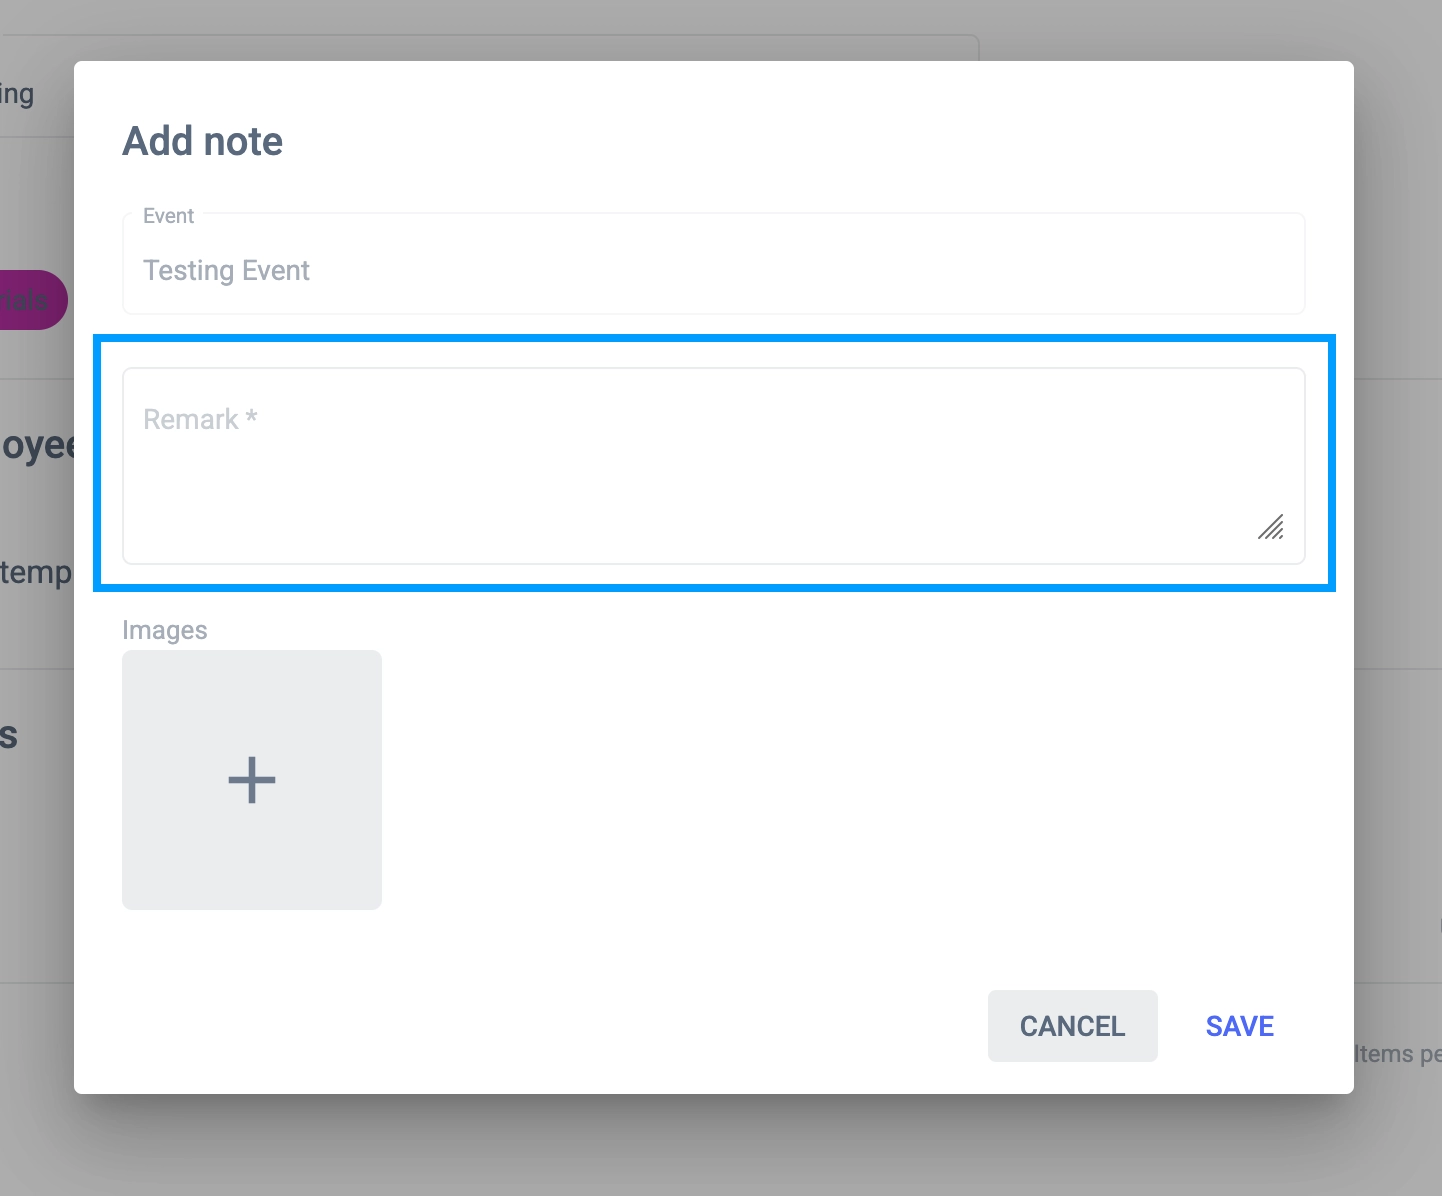 ing
Add note
Event
Testing Event
rials
Remark *
oyee
temp
Images
s
CANCEL
SAVE
Items pe